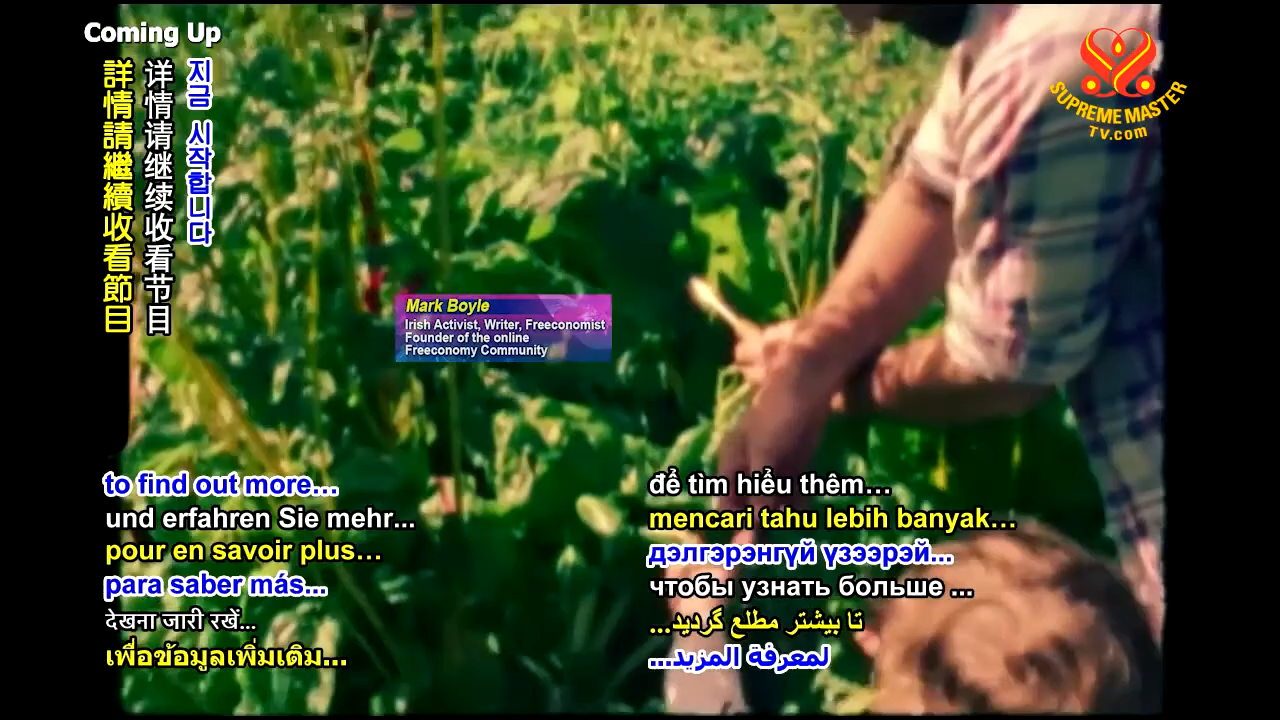 Coming Up
詳情請繼續收看節目
详情请继续收看节目
지금 시작합니다
SUPREME MASTER
TV.com
Mark Boyle
Irish Activist, Writer, Freeconomist
Founder of the online
Freeconomy Community
to find out more...
und erfahren Sie mehr...
pour en savoir plus...
para saber más...
देखना जारी रखें...
เพื่อข้อมูลเพิ่มเติม...
để tìm hiểu thêm...
mencari tahu lebih banyak...
дэлгэрэнгүй үзээрэй...
чтобы узнать больше ...
تا بیشتر مطلع گردید...
لمعرفة المزيد...